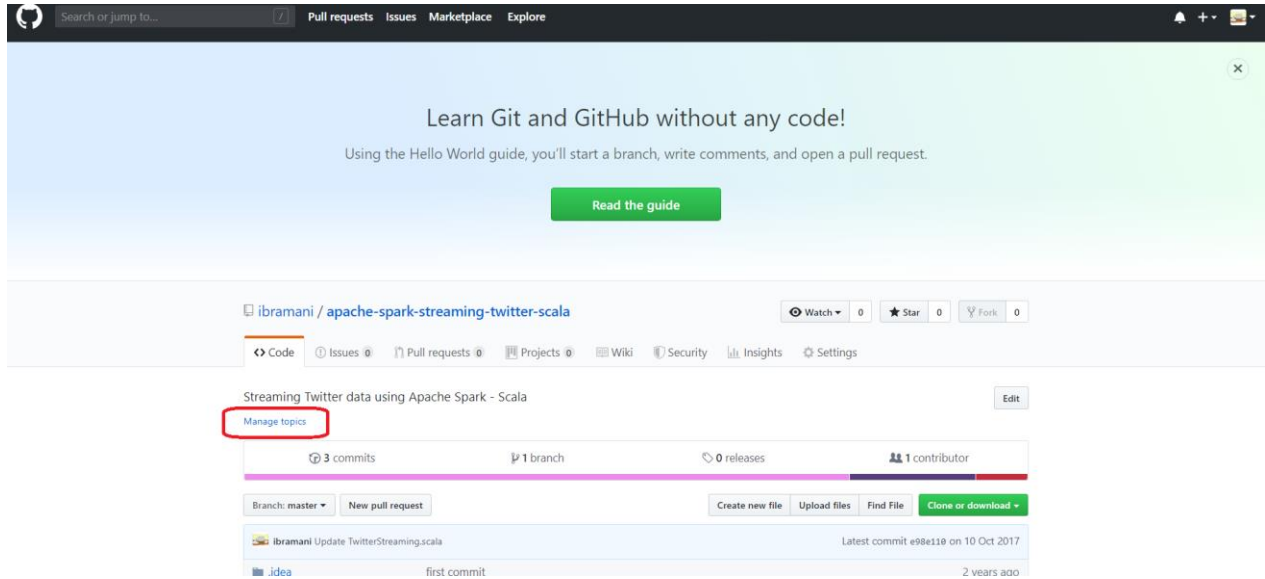 Search or jump to... / Pull requests Issues Marketplace Explore
Learn Git and GitHub without any code!
Using the Hello World guide, you'll start a branch, write comments, and open a pull request.
Read the guide
ibramani / apache-spark-streaming-twitter-scala Watch 0 Star 0 Fork 0
Code Issues 0 Pull requests 0 Projects 0 Wiki Security Insights Settings
Streaming Twitter data using Apache Spark - Scala Edit
Manage topics
3 commits 1 branch 0 releases 1 contributor
Branch: master New pull request Create new file Upload files Find File Clone or download
ibramani Update TwitterStreaming.scala Latest commit e98e110 on 10 Oct 2017
.idea first commit 2 years ago